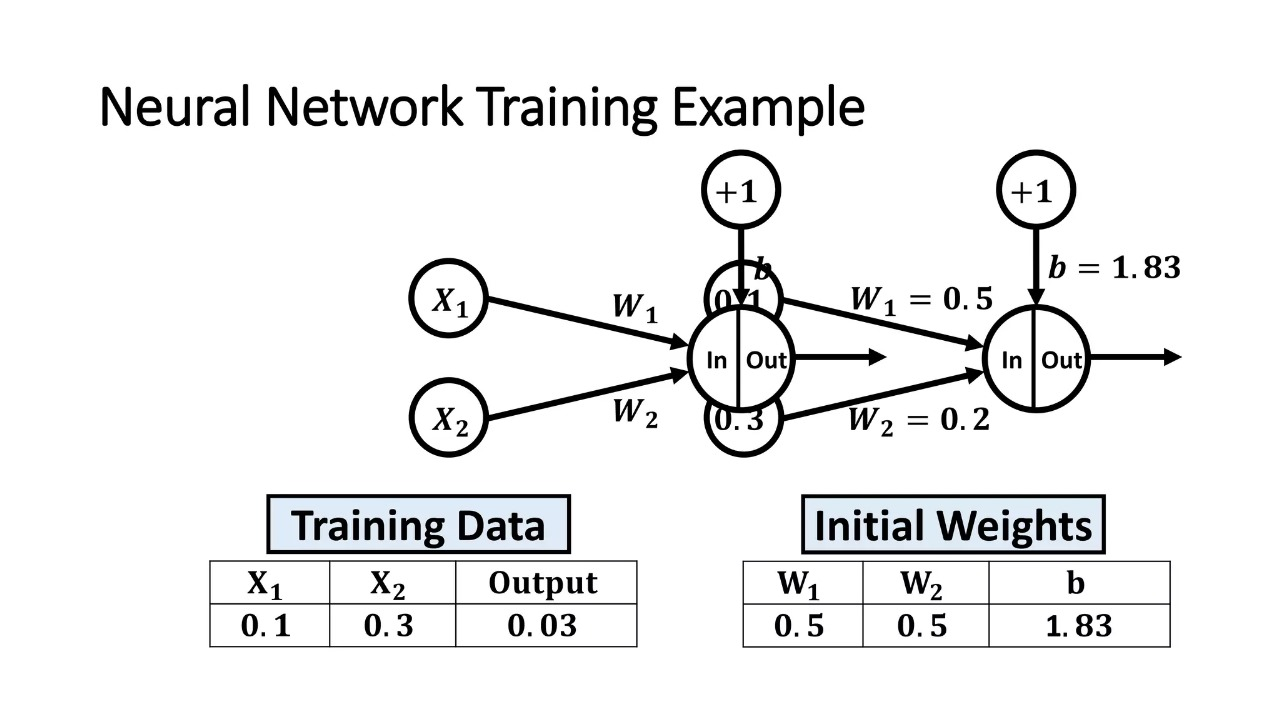 Neural Network Training Example
+1 +1
b b = 1.83
X₁ W₁ 0.1 W₁ = 0.5
In Out In Out
X₂ W₂ 0.3 W₂ = 0.2
Training Data Initial Weights
X₁ X₂ Output W₁ W₂ b
0.1 0.3 0.03 0.5 0.5 1.83